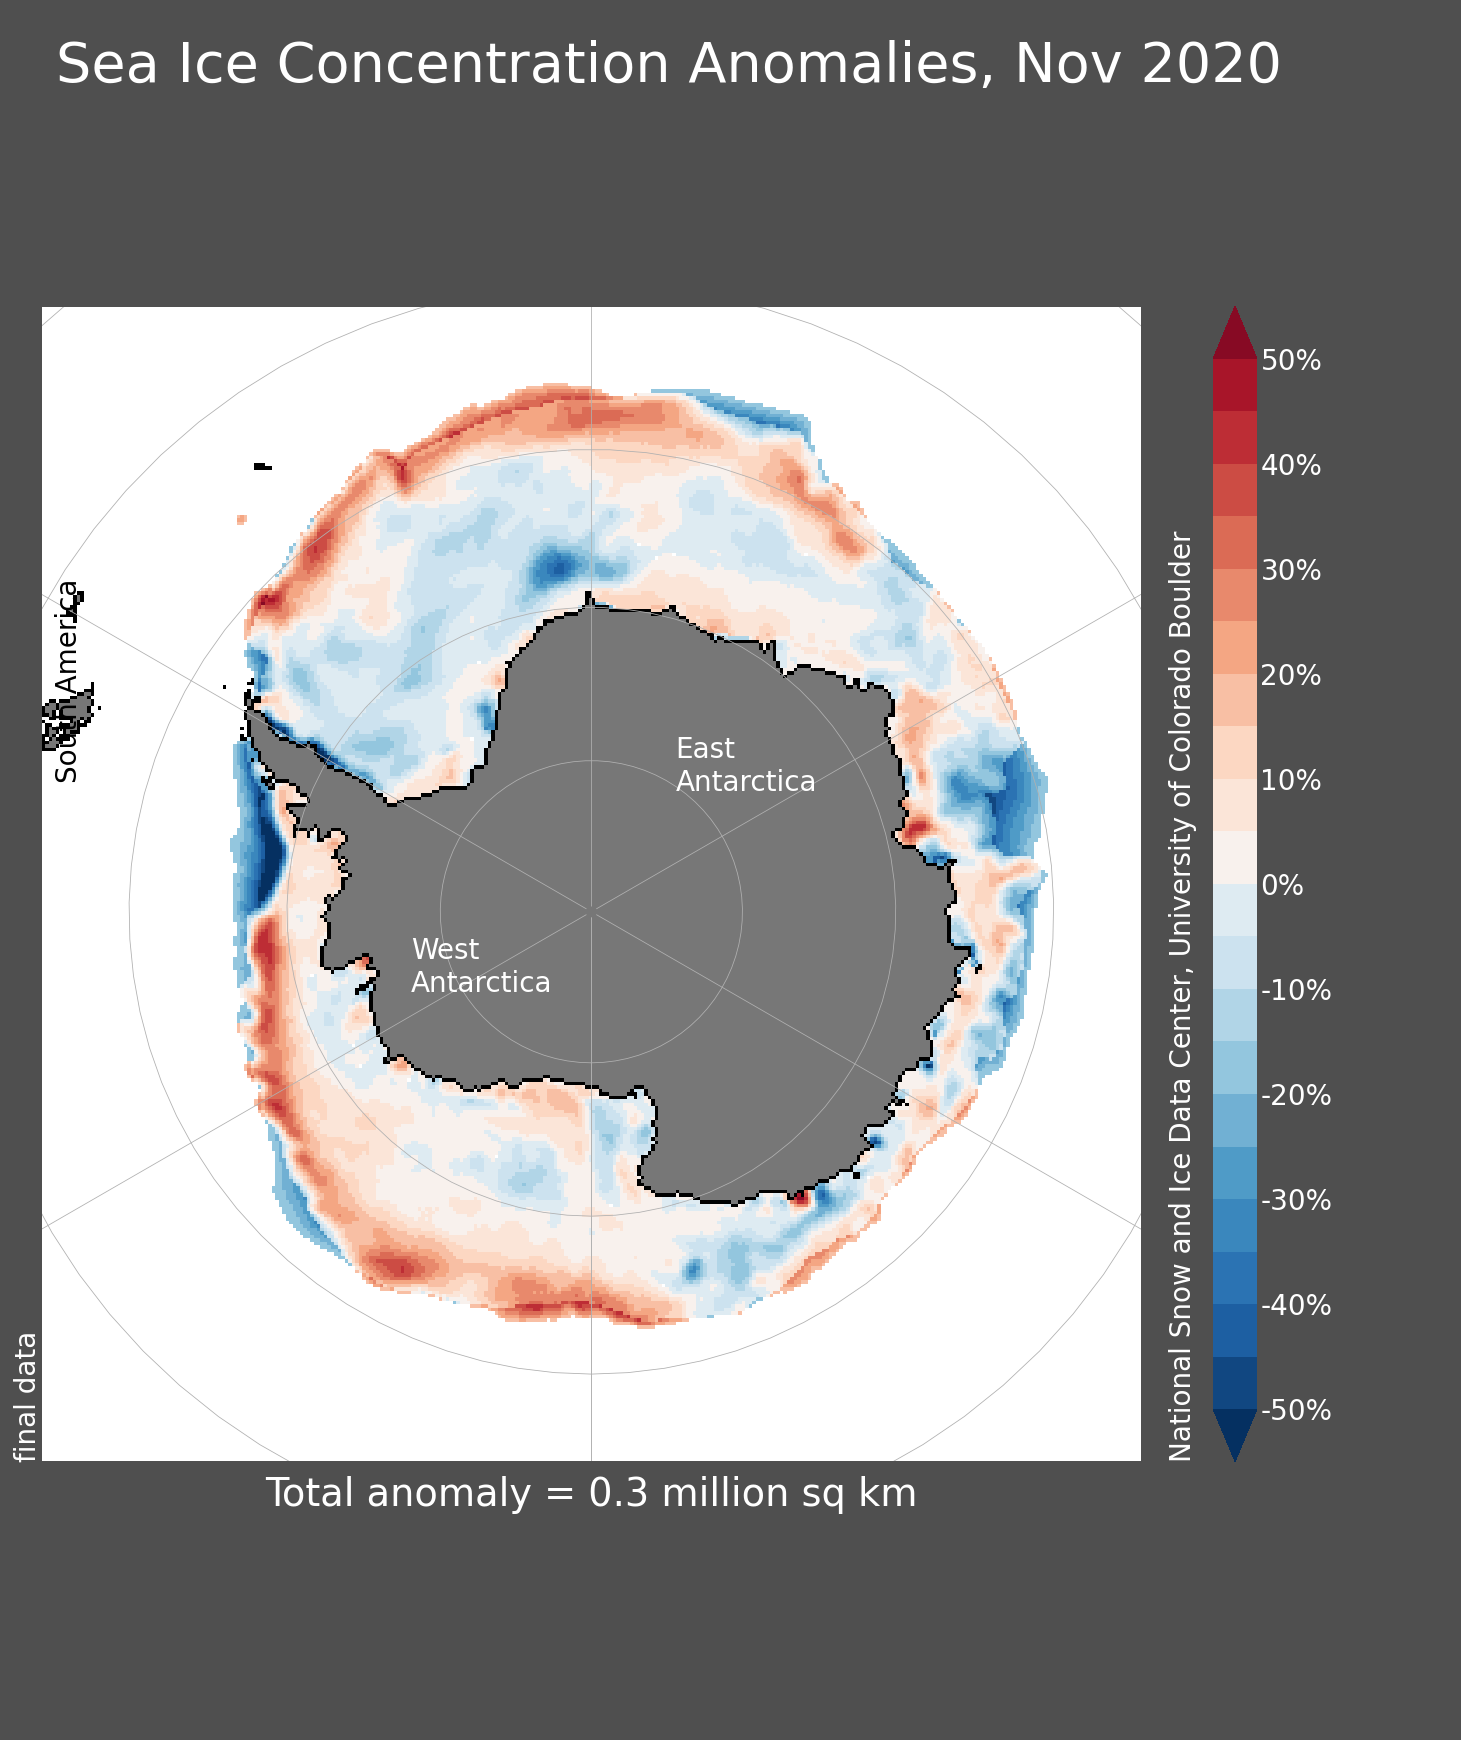 Sea Ice Concentration Anomalies, Nov 2020
South America
East
Antarctica
West
Antarctica
final data
National Snow and Ice Data Center, University of Colorado Boulder
50%
40%
30%
20%
10%
0%
-10%
-20%
-30%
-40%
-50%
Total anomaly = 0.3 million sq km